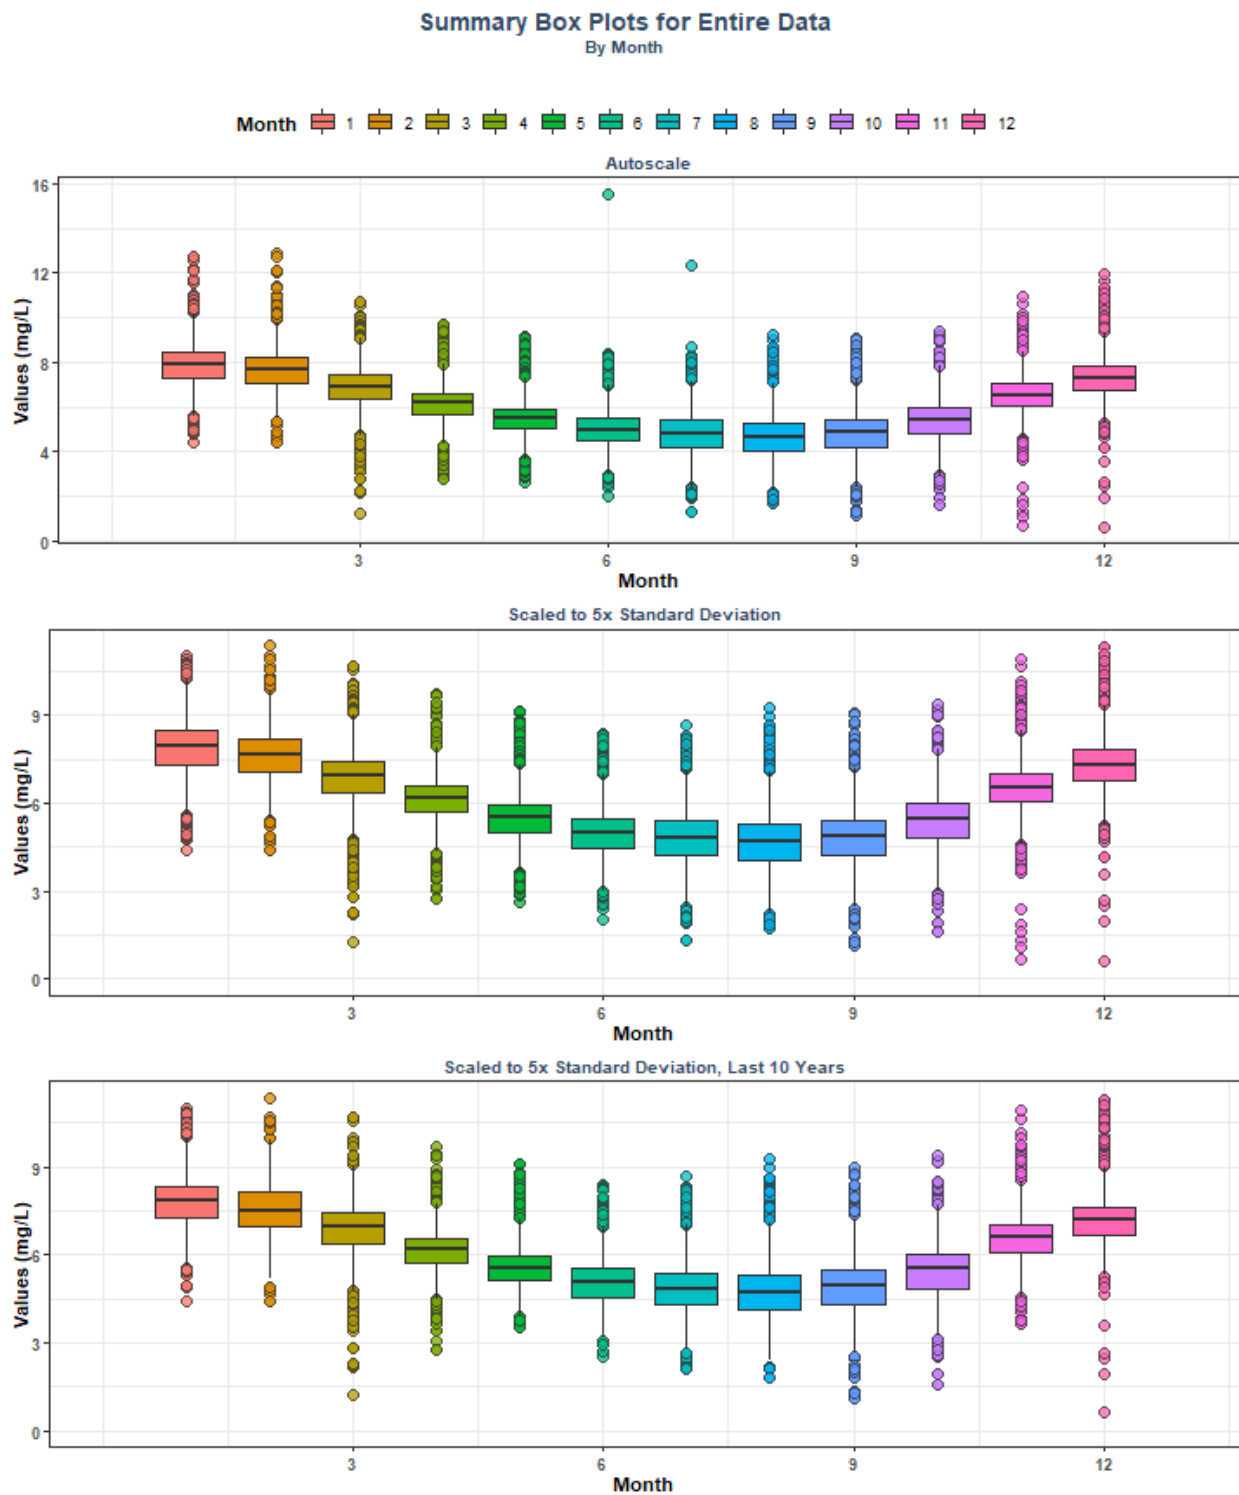 Summary Box Plots for Entire Data
By Month
Month 1 2 3 4 5 6 7 8 9 10 11 12
Autoscale
Values (mg/L)
16
12
8
4
0
3 6 9 12
Month
Scaled to 5x Standard Deviation
Values (mg/L)
9
6
3
0
3 6 9 12
Month
Scaled to 5x Standard Deviation, Last 10 Years
Values (mg/L)
9
6
3
0
3 6 9 12
Month